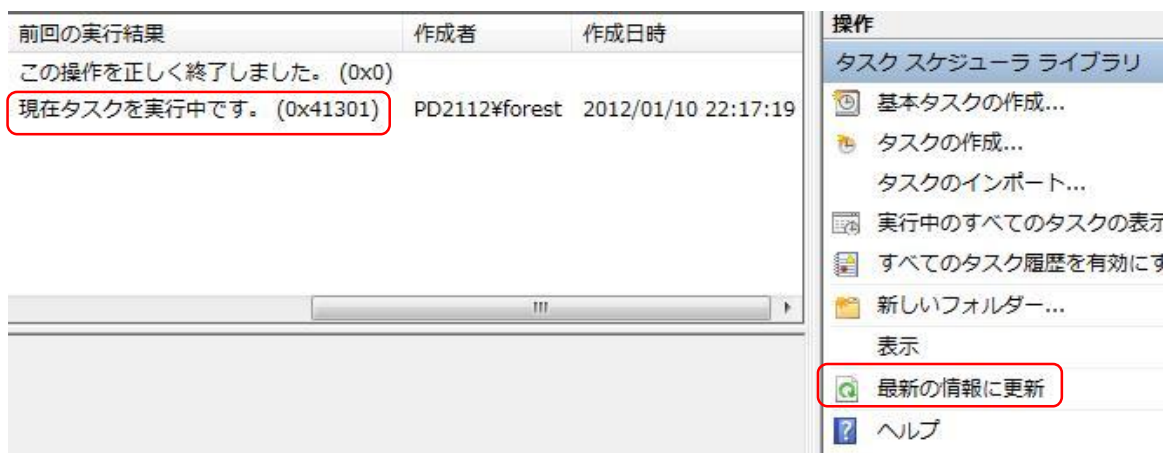 前回の実行結果 作成者 作成日時
この操作を正しく終了しました。 (0x0)
現在タスクを実行中です。 (0x41301) PD2112¥forest 2012/01/10 22:17:19
操作
タスク スケジューラ ライブラリ
基本タスクの作成...
タスクの作成...
タスクのインポート...
実行中のすべてのタスクの表示
すべてのタスク履歴を有効にす
新しいフォルダー...
表示
最新の情報に更新
ヘルプ